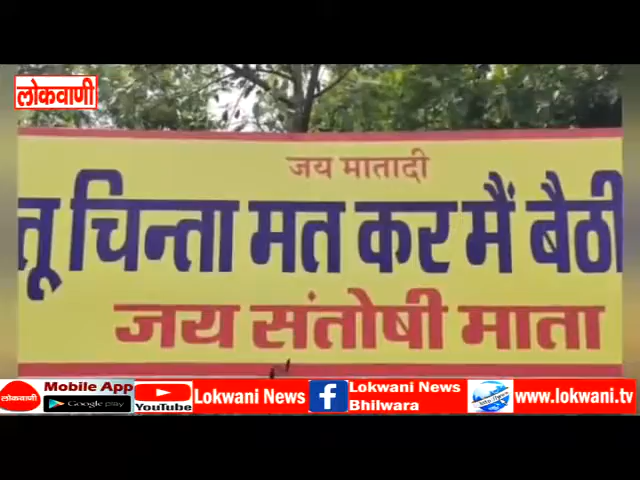 लोकवाणी
जय मातादी
तू चिन्ता मत कर मैं बैठी
जय संतोषी माता
लोकवाणी
Mobile App
Google play
YouTube
Lokwani News
Lokwani News
Bhilwara
www.lokwani.tv